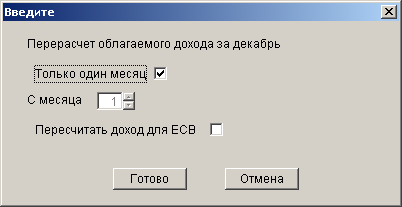 Введите
Перерасчет облагаемого дохода за декабрь
Только один месяц
С месяца 1
Пересчитать доход для ЕСВ
Готово Отмена